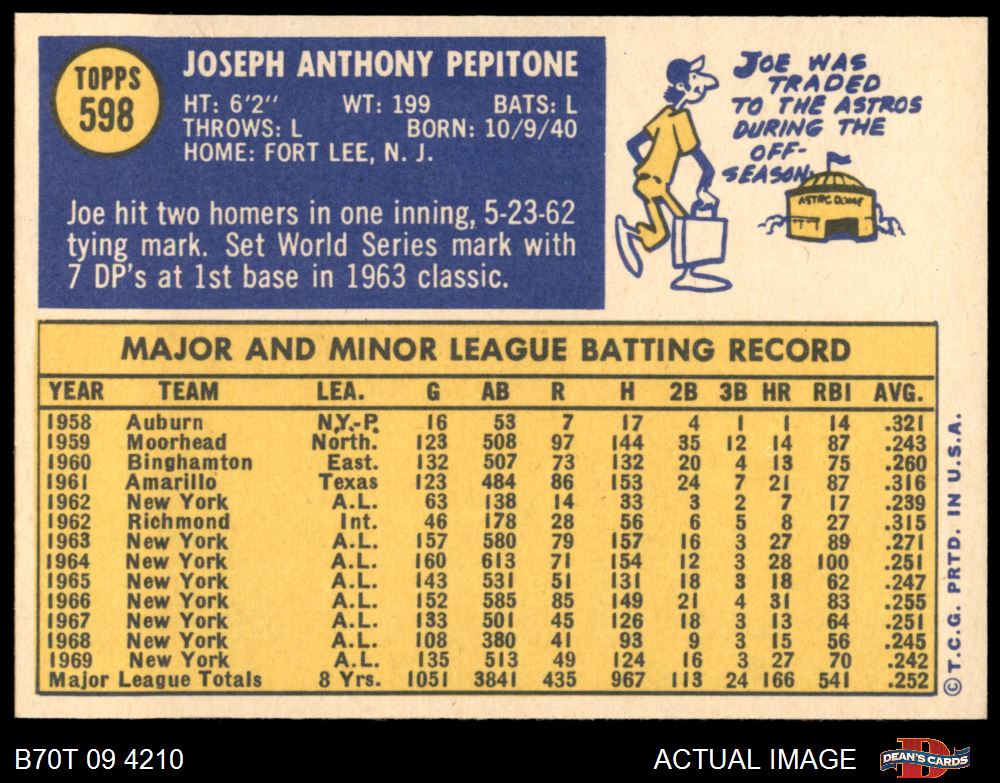 TOPPS
598
JOSEPH ANTHONY PEPITONE
HT: 6'2" WT: 199 BATS: L
THROWS: L BORN: 10/9/40
HOME: FORT LEE, N. J.
Joe hit two homers in one inning, 5-23-62
tying mark. Set World Series mark with
7 DP's at 1st base in 1963 classic.
JOE WAS
TRADED
TO THE ASTROS
DURING THE
OFF-
SEASON.
ASTRO DOME
MAJOR AND MINOR LEAGUE BATTING RECORD
YEAR TEAM LEA. G AB R H 2B 3B HR RBI AVG.
1958 Auburn N.Y.-P. 16 53 7 17 4 1 1 14 .321
1959 Moorhead North. 123 508 97 144 35 12 14 87 .243
1960 Binghamton East. 132 507 73 132 20 4 13 75 .260
1961 Amarillo Texas 123 484 86 153 24 7 21 87 .316
1962 New York A.L. 63 138 14 33 3 2 7 17 .239
1962 Richmond Int. 46 178 28 56 6 5 8 27 .315
1963 New York A.L. 157 580 79 157 16 3 27 89 .271
1964 New York A.L. 160 613 71 154 12 3 28 100 .251
1965 New York A.L. 143 531 51 131 18 3 18 62 .247
1966 New York A.L. 152 585 85 149 21 4 31 83 .255
1967 New York A.L. 133 501 45 126 18 3 13 64 .251
1968 New York A.L. 108 380 41 93 9 3 15 56 .245
1969 New York A.L. 135 513 49 124 16 3 27 70 .242
Major League Totals 8 Yrs. 1051 3841 435 967 113 24 166 541 .252
© T.C.G. PRTD. IN U.S.A.
B70T 09 4210
ACTUAL IMAGE
DEAN'S CARDS